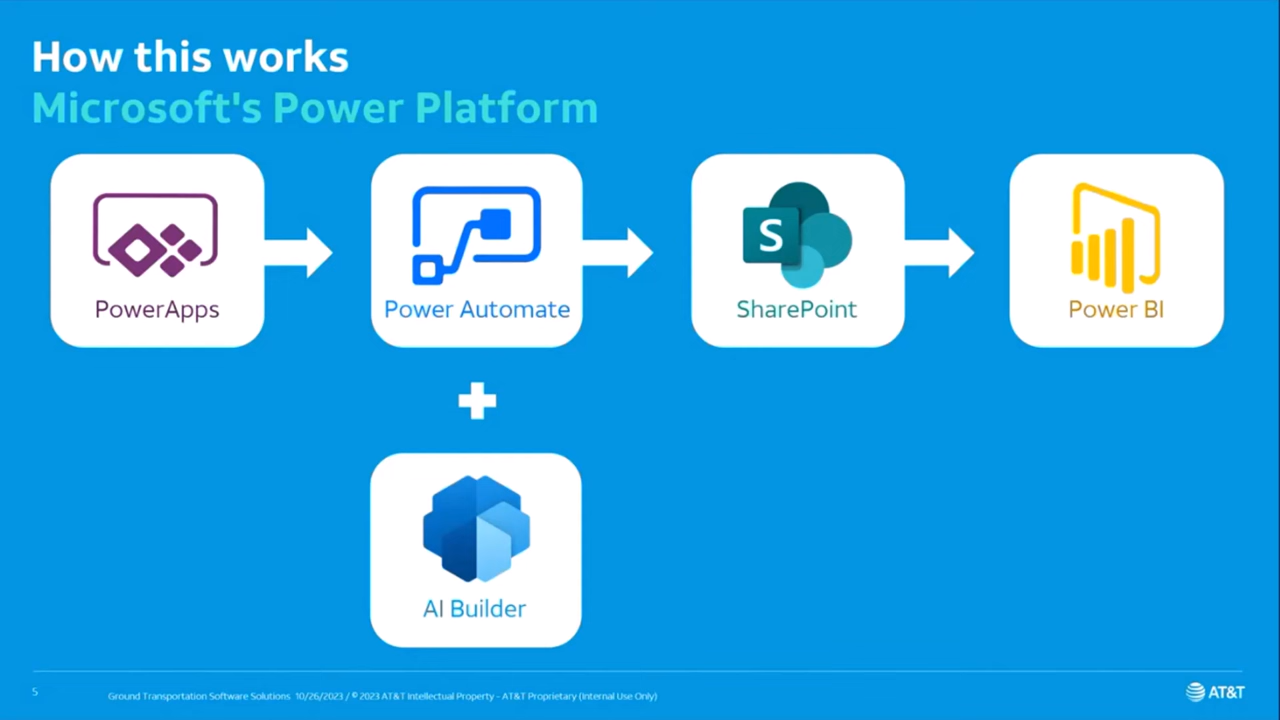 How this works
Microsoft's Power Platform
PowerApps
Power Automate
S
SharePoint
Power BI
AI Builder
5
Ground Transportation Software Solutions 10/26/2023 / © 2023 AT&T Intellectual Property - AT&T Proprietary (Internal Use Only)
AT&T